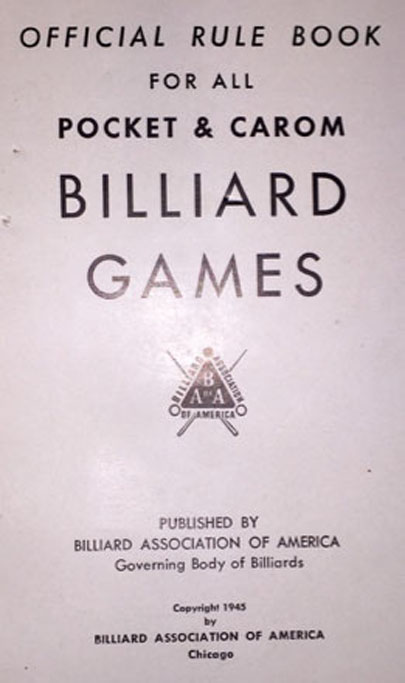 OFFICIAL RULE BOOK
FOR ALL
POCKET & CAROM
BILLIARD
GAMES
BILLIARD ASSOCIATION
B
A OF A
OF AMERICA
PUBLISHED BY
BILLIARD ASSOCIATION OF AMERICA
Governing Body of Billiards
Copyright 1945
by
BILLIARD ASSOCIATION OF AMERICA
Chicago